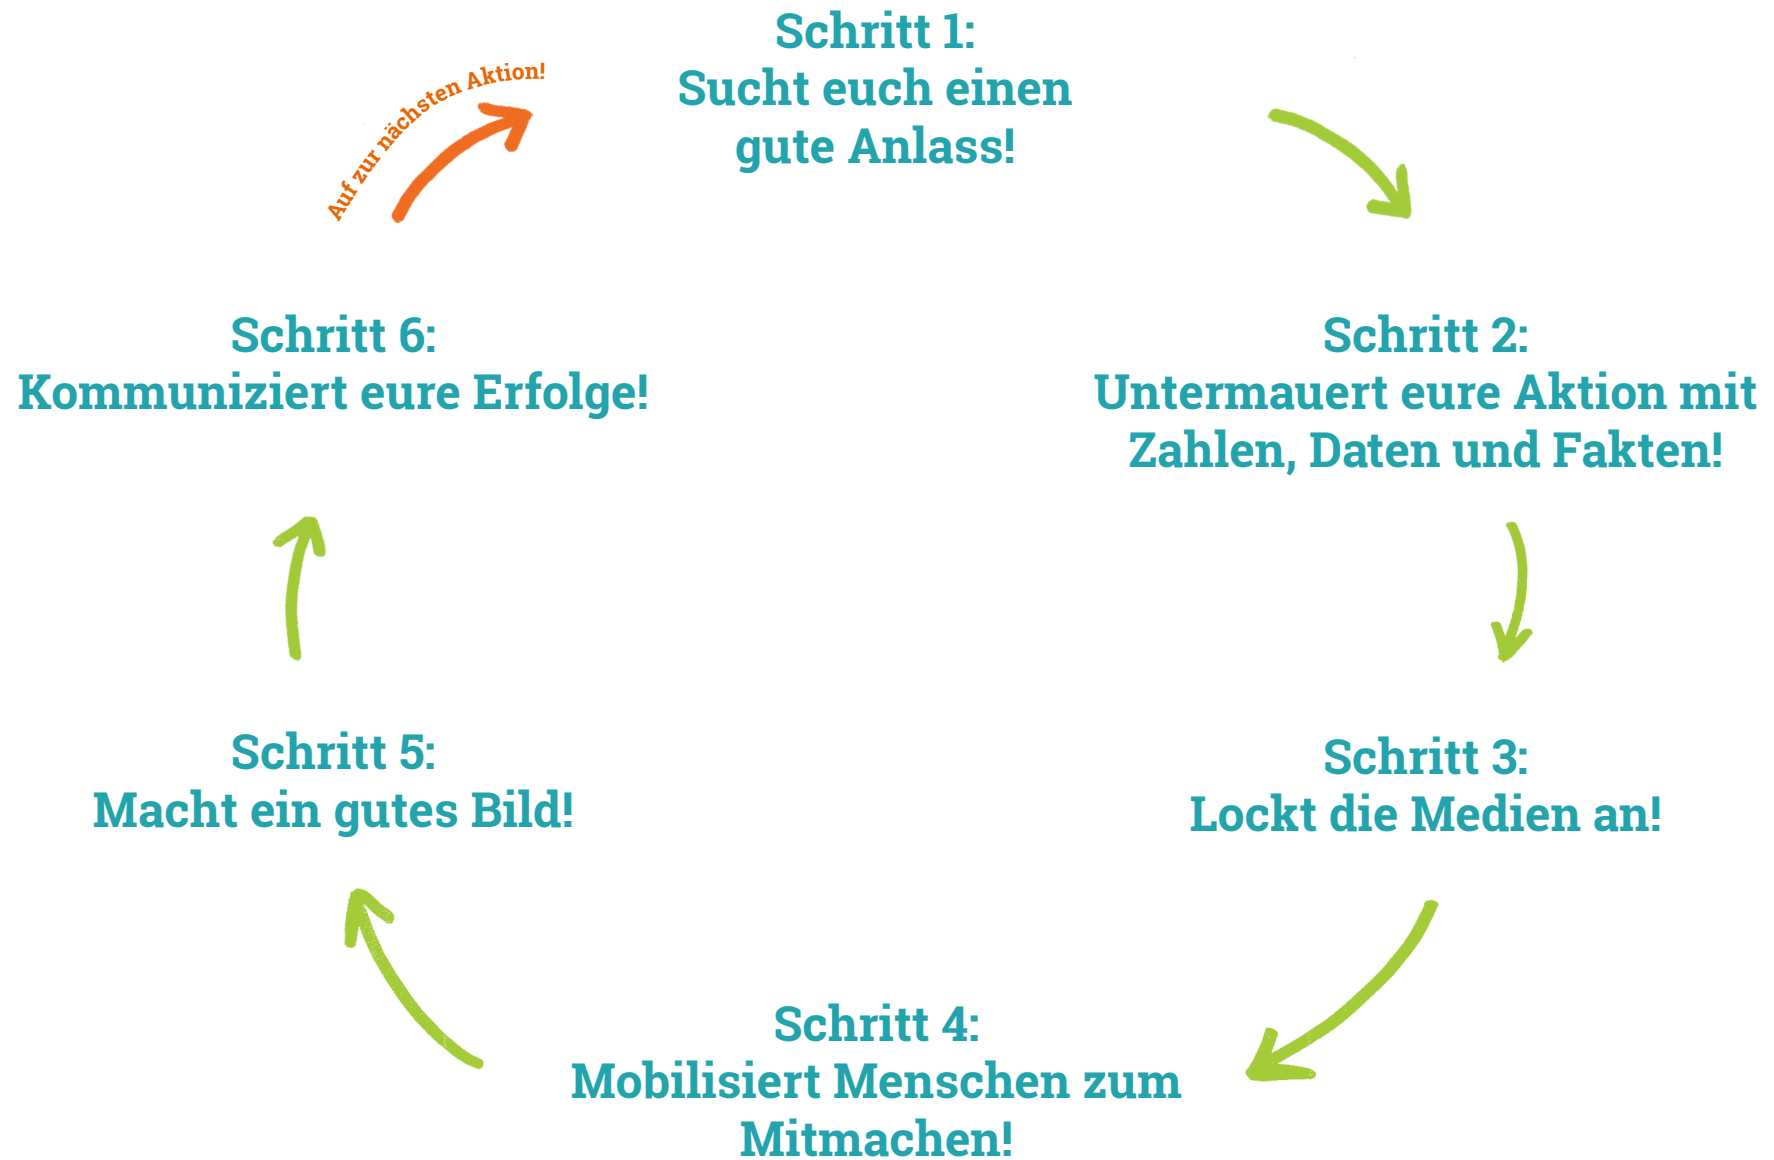 Schritt 1:
Sucht euch einen
gute Anlass!
Schritt 2:
Untermauert eure Aktion mit
Zahlen, Daten und Fakten!
Schritt 3:
Lockt die Medien an!
Schritt 4:
Mobilisiert Menschen zum
Mitmachen!
Schritt 5:
Macht ein gutes Bild!
Schritt 6:
Kommuniziert eure Erfolge!
Auf zur nächsten Aktion!